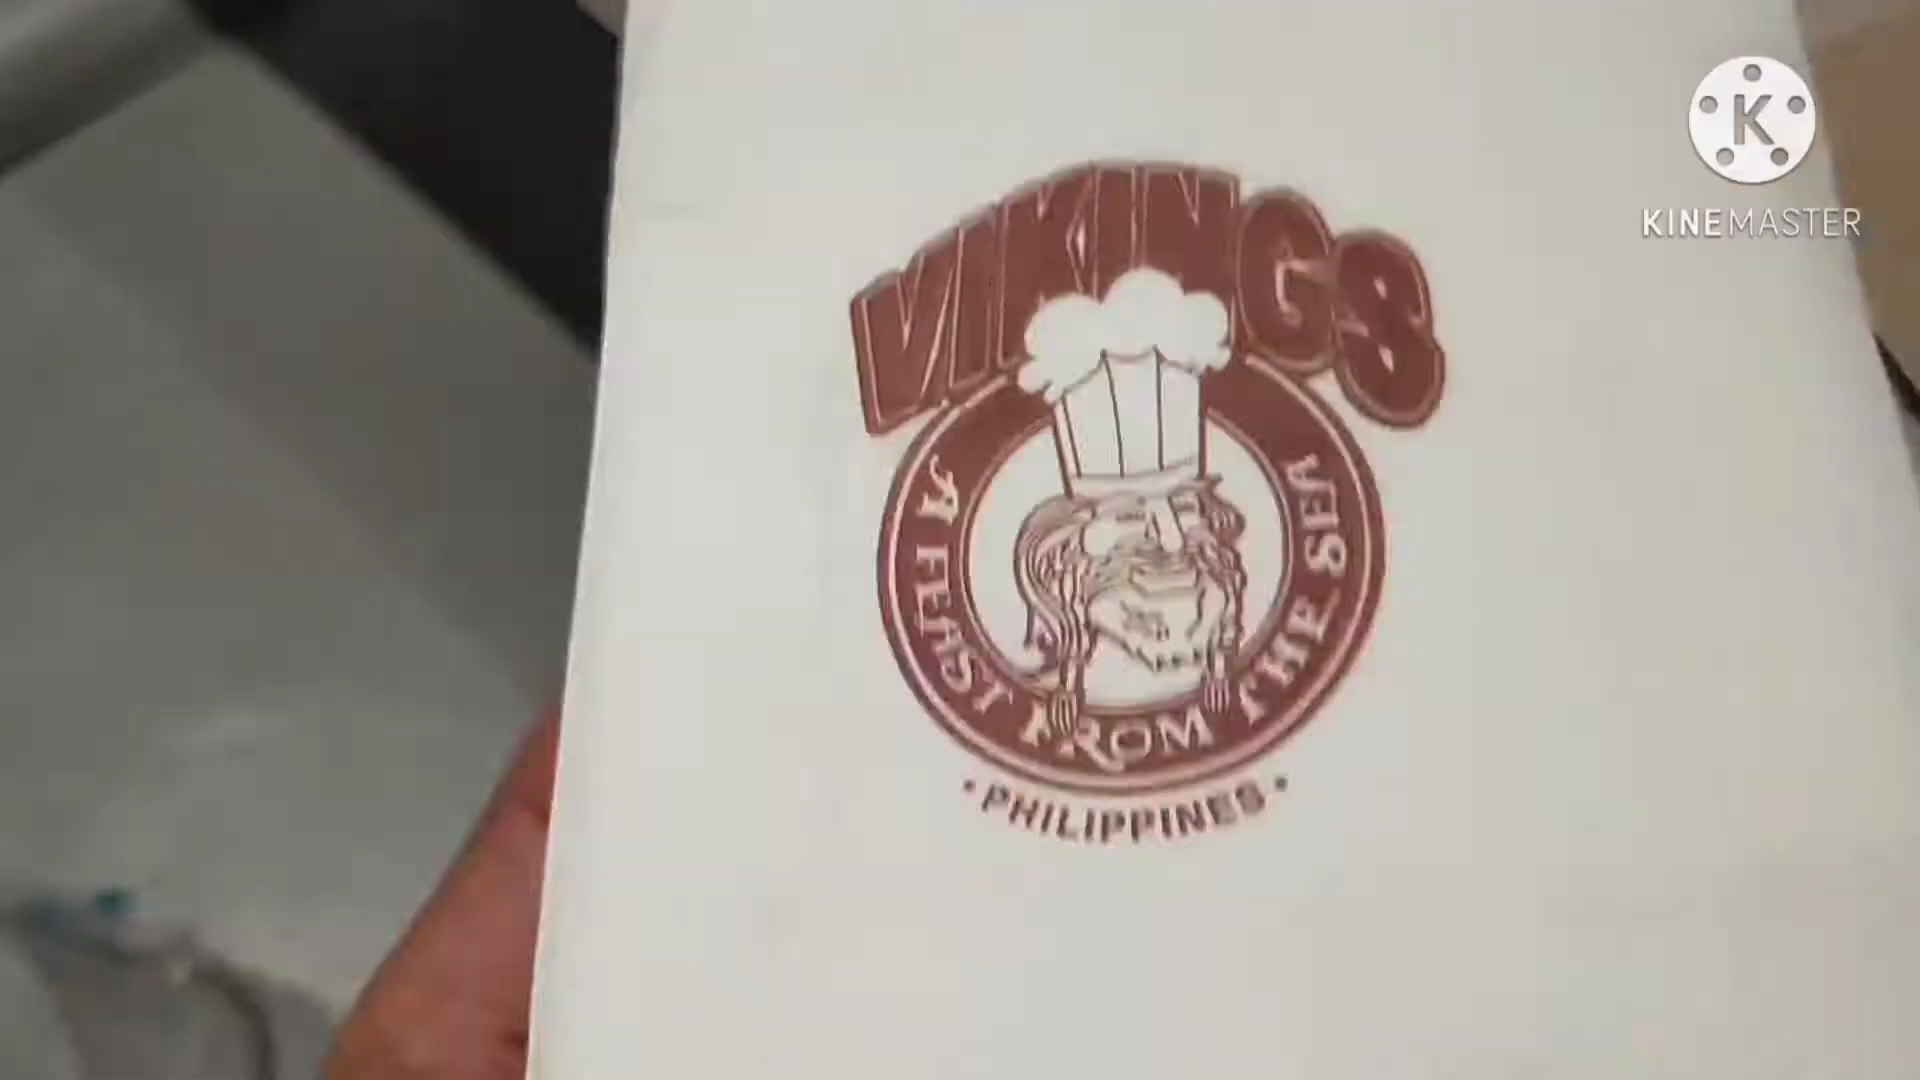 VIKINGS
A FEAST FROM THE SEA
• PHILIPPINES •
K
KINEMASTER